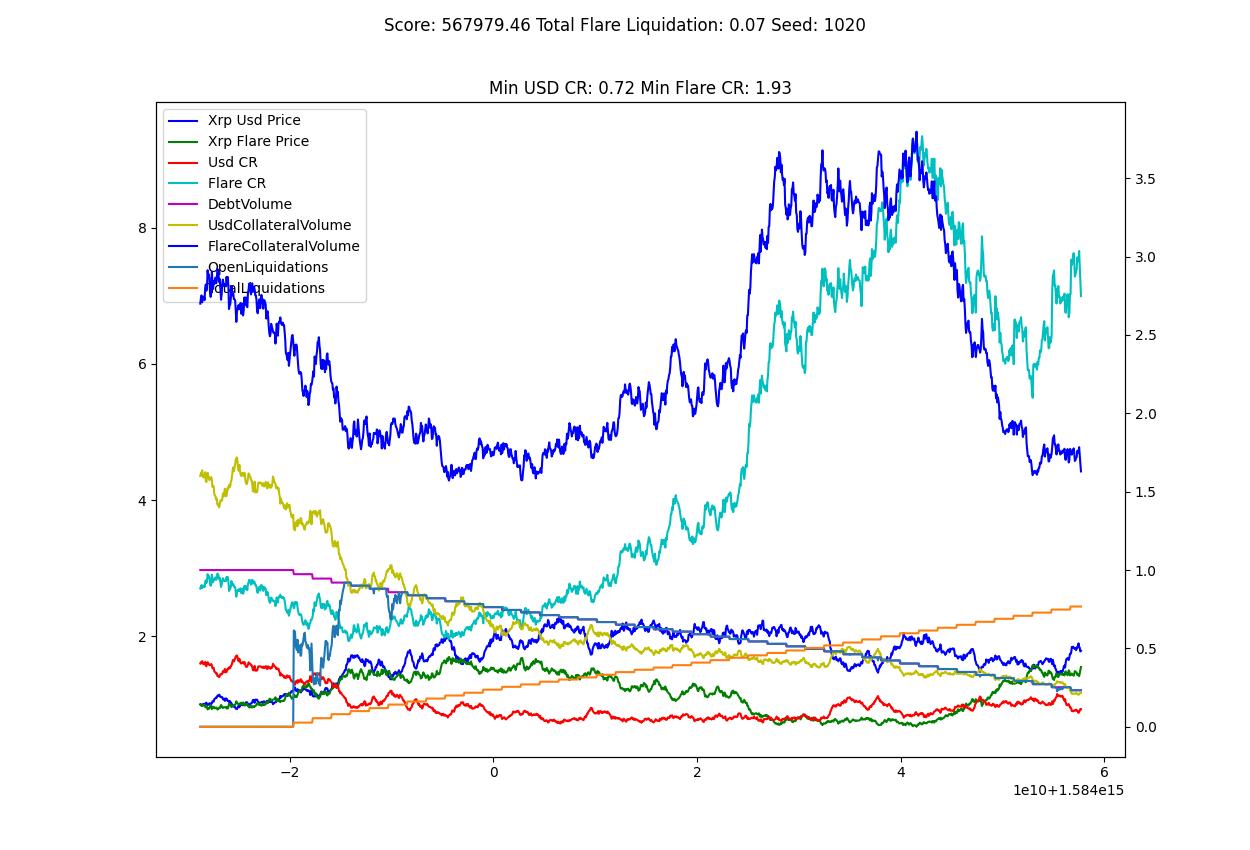 Score: 567979.46 Total Flare Liquidation: 0.07 Seed: 1020
Min USD CR: 0.72 Min Flare CR: 1.93
Xrp Usd Price
Xrp Flare Price
Usd CR
Flare CR
DebtVolume
UsdCollateralVolume
FlareCollateralVolume
OpenLiquidations
TotalLiquidations
8
6
4
2
3.5
3.0
2.5
2.0
1.5
1.0
0.5
0.0
−2 0 2 4 6
1e10+1.584e15